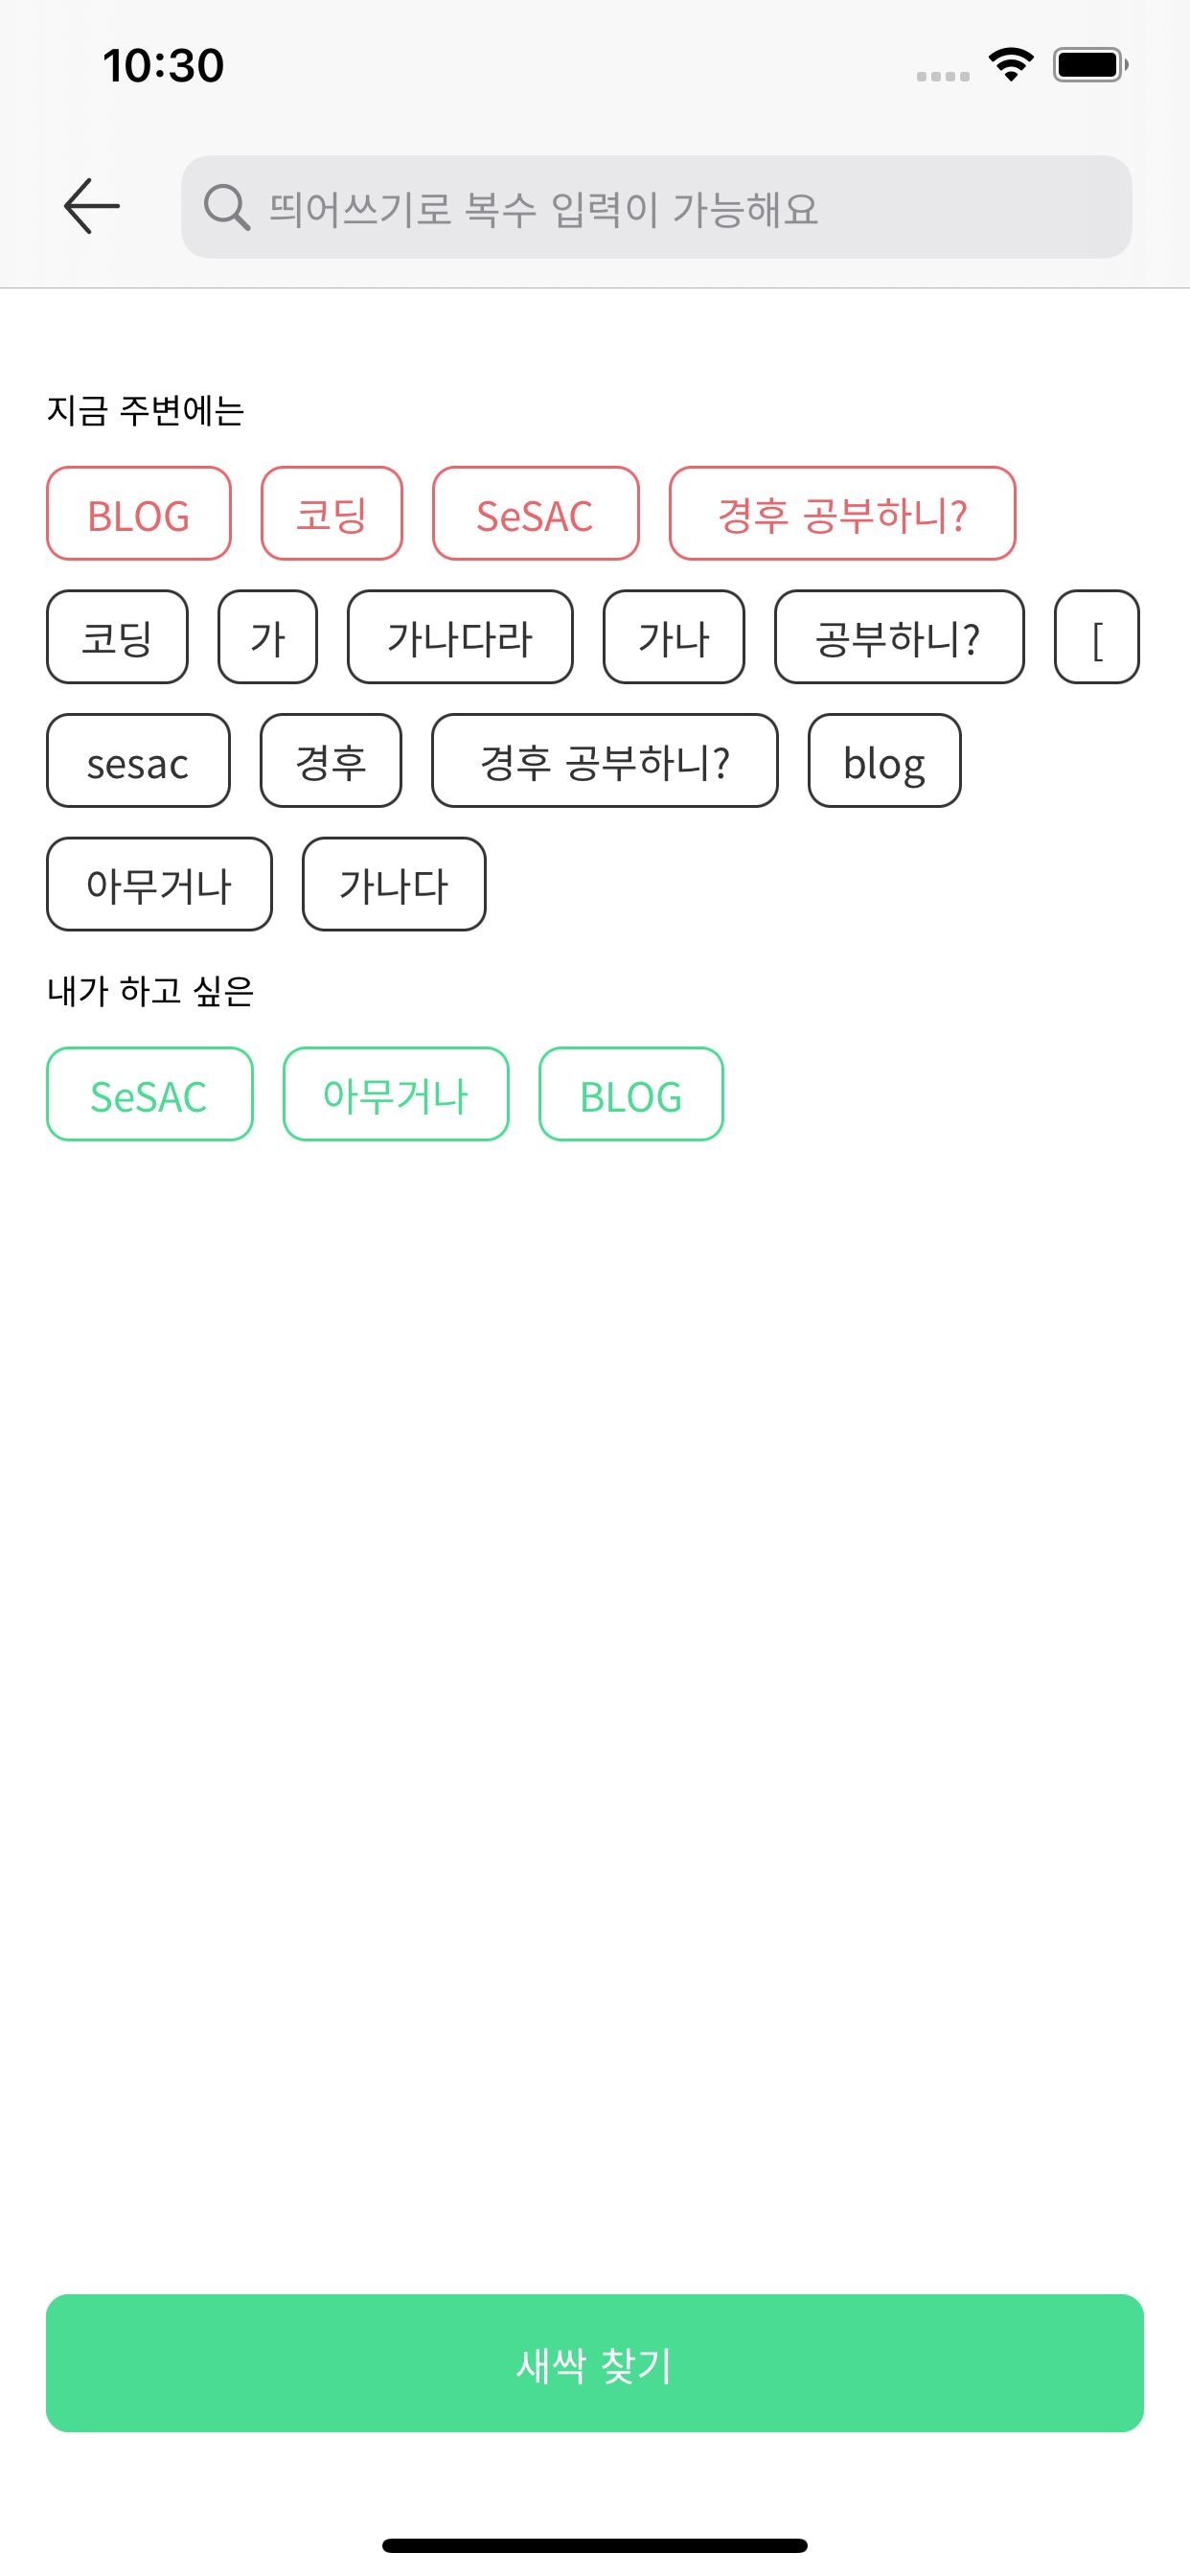 10:30
띄어쓰기로 복수 입력이 가능해요
지금 주변에는
BLOG 코딩 SeSAC 경후 공부하니?
코딩 가 가나다라 가나 공부하니? [
sesac 경후 경후 공부하니? blog
아무거나 가나다
내가 하고 싶은
SeSAC 아무거나 BLOG
새싹 찾기